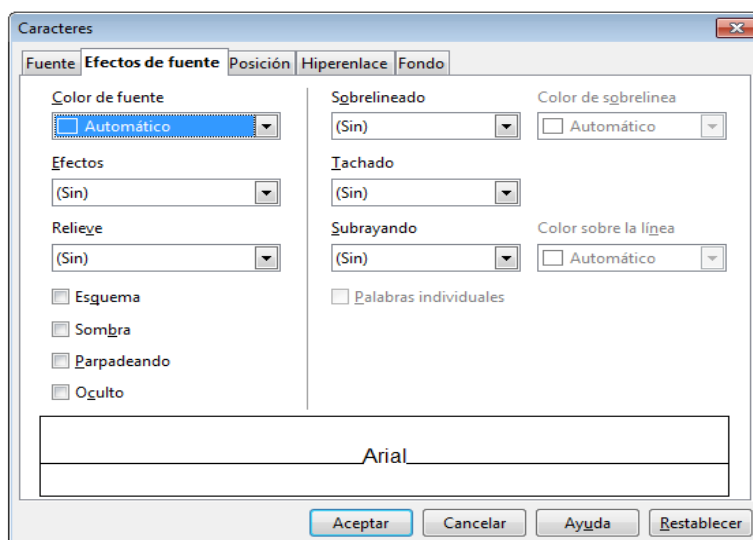 Caracteres
Fuente Efectos de fuente Posición Hiperenlace Fondo
Color de fuente Sobrelineado Color de sobrelinea
Automático (Sin) Automático
Efectos Tachado
(Sin) (Sin)
Relieve Subrayando Color sobre la línea
(Sin) (Sin) Automático
Esquema Palabras individuales
Sombra
Parpadeando
Oculto
Arial
Aceptar Cancelar Ayuda Restablecer